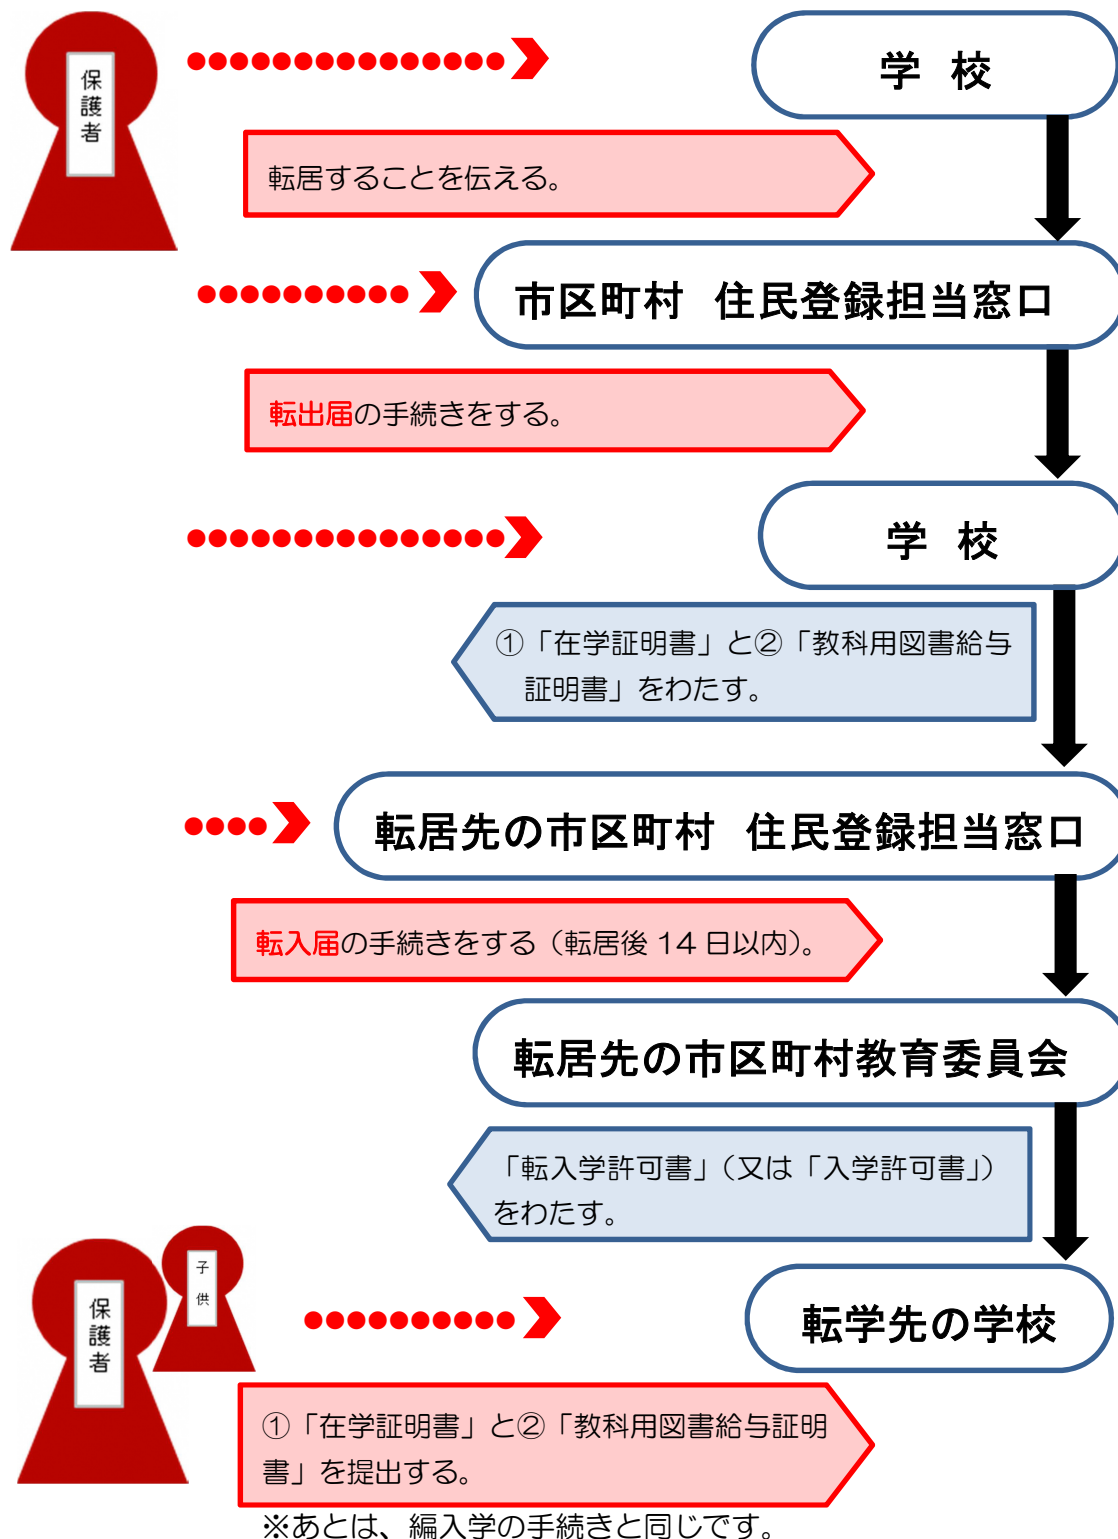 保護者
学 校
転居することを伝える。
市区町村 住民登録担当窓口
転出届の手続きをする。
学 校
①「在学証明書」と②「教科用図書給与
証明書」をわたす。
転居先の市区町村 住民登録担当窓口
転入届の手続きをする（転居後 14 日以内）。
転居先の市区町村教育委員会
「転入学許可書」（又は「入学許可書」）
をわたす。
子供
保護者
転学先の学校
①「在学証明書」と②「教科用図書給与証明
書」を提出する。
※あとは、編入学の手続きと同じです。